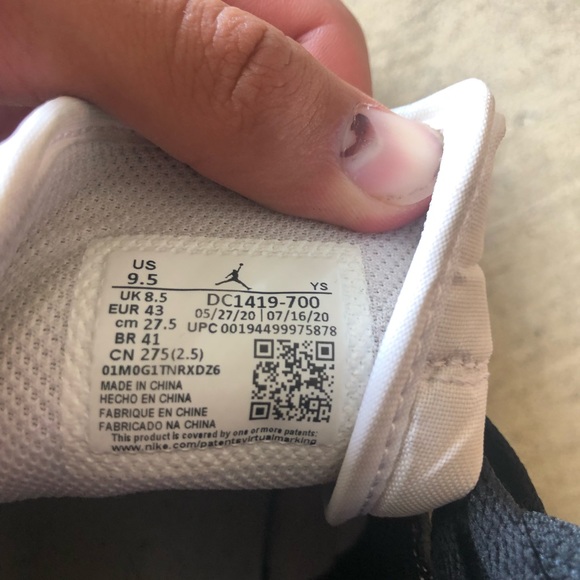 US
9.5 YS
UK 8.5 DC1419-700
EUR 43 05/27/20 | 07/16/20
cm 27.5 UPC 00194499975878
BR 41
CN 275(2.5)
01M0G1TNRXDZ6
MADE IN CHINA
HECHO EN CHINA
FABRIQUE EN CHINE
FABRICADO NA CHINA
This product is covered by one or more patents:
www.nike.com/patentsvirtualmarking